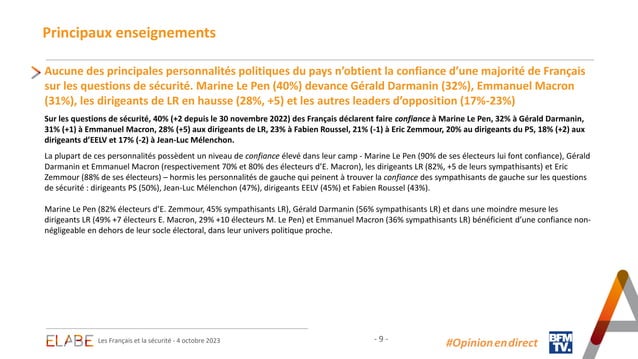 Principaux enseignements
Aucune des principales personnalités politiques du pays n'obtient la confiance d'une majorité de Français
sur les questions de sécurité. Marine Le Pen (40%) devance Gérald Darmanin (32%), Emmanuel Macron
(31%), les dirigeants de LR en hausse (28%, +5) et les autres leaders d'opposition (17%-23%)
Sur les questions de sécurité, 40% (+2 depuis le 30 novembre 2022) des Français déclarent faire confiance à Marine Le Pen, 32% à Gérald Darmanin,
31% (+1) à Emmanuel Macron, 28% (+5) aux dirigeants de LR, 23% à Fabien Roussel, 21% (-1) à Eric Zemmour, 20% au dirigeants du PS, 18% (+2) aux
dirigeants d'EELV et 17% (-2) à Jean-Luc Mélenchon.
La plupart de ces personnalités possèdent un niveau de confiance élevé dans leur camp - Marine Le Pen (90% de ses électeurs lui font confiance), Gérald
Darmanin et Emmanuel Macron (respectivement 70% et 80% des électeurs d'E. Macron), les dirigeants LR (82%, +5 de leurs sympathisants) et Eric
Zemmour (88% de ses électeurs) – hormis les personalités de gauche qui peinent à trouver la confiance des sympathisants de gauche sur les questions
de sécurité : dirigeants PS (50%), Jean-Luc Mélenchon (47%), dirigeants EELV (45%) et Fabien Roussel (43%).
Marine Le Pen (82% électeurs d'E. Zemmour, 45% sympathisants LR), Gérald Darmanin (56% sympathisants LR) et dans une moindre mesure les
dirigeants LR (49% +7 électeurs E. Macron, 29% +10 électeurs M. Le Pen) et Emmanuel Macron (36% sympathisants LR) bénéficient d'une confiance non-
négligeable en dehors de leur socle électoral, dans leur univers politique proche.
ELABE
Les Français et la sécurité - 4 octobre 2023
- 9 -
#Opinionendirect
BFM
TV.